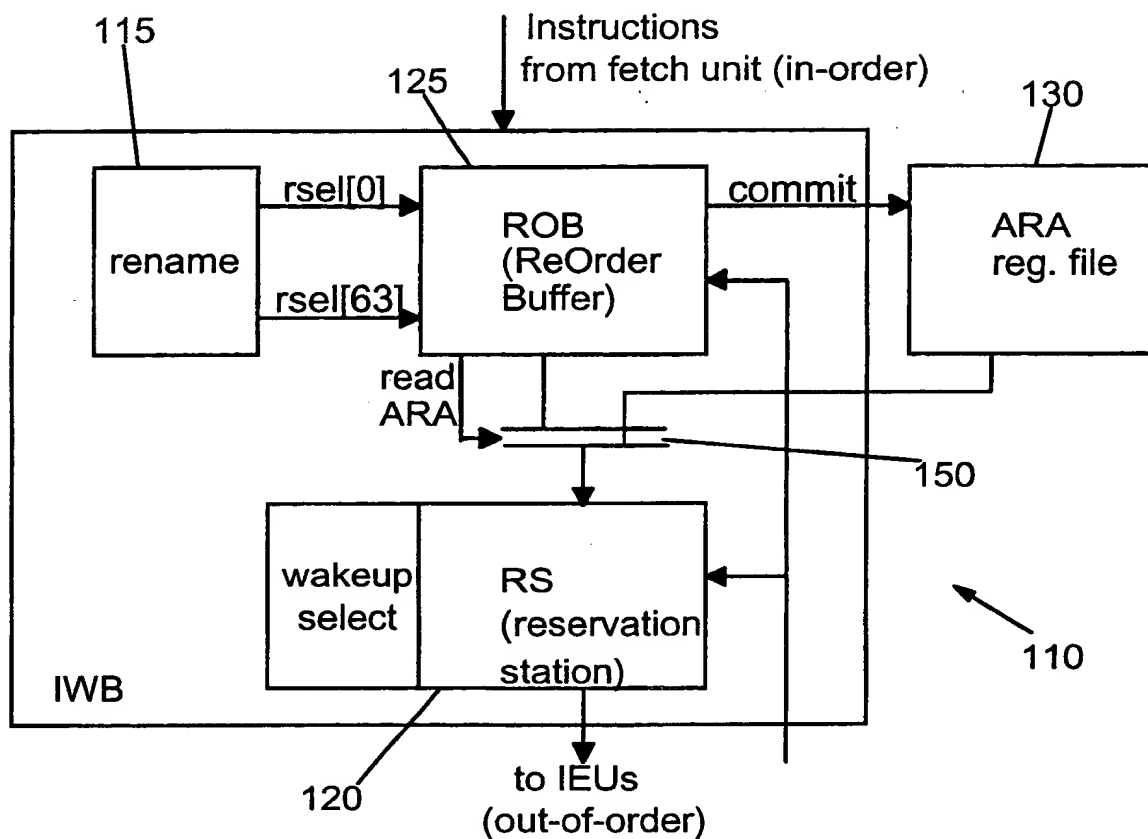 115
Instructions
from fetch unit (in-order)
125
130
rename
rsel[0]
rsel[63]
ROB
(ReOrder
Buffer)
commit
ARA
reg. file
read
ARA
150
wakeup
select
RS
(reservation
station)
110
IWB
120
to IEUs
(out-of-order)